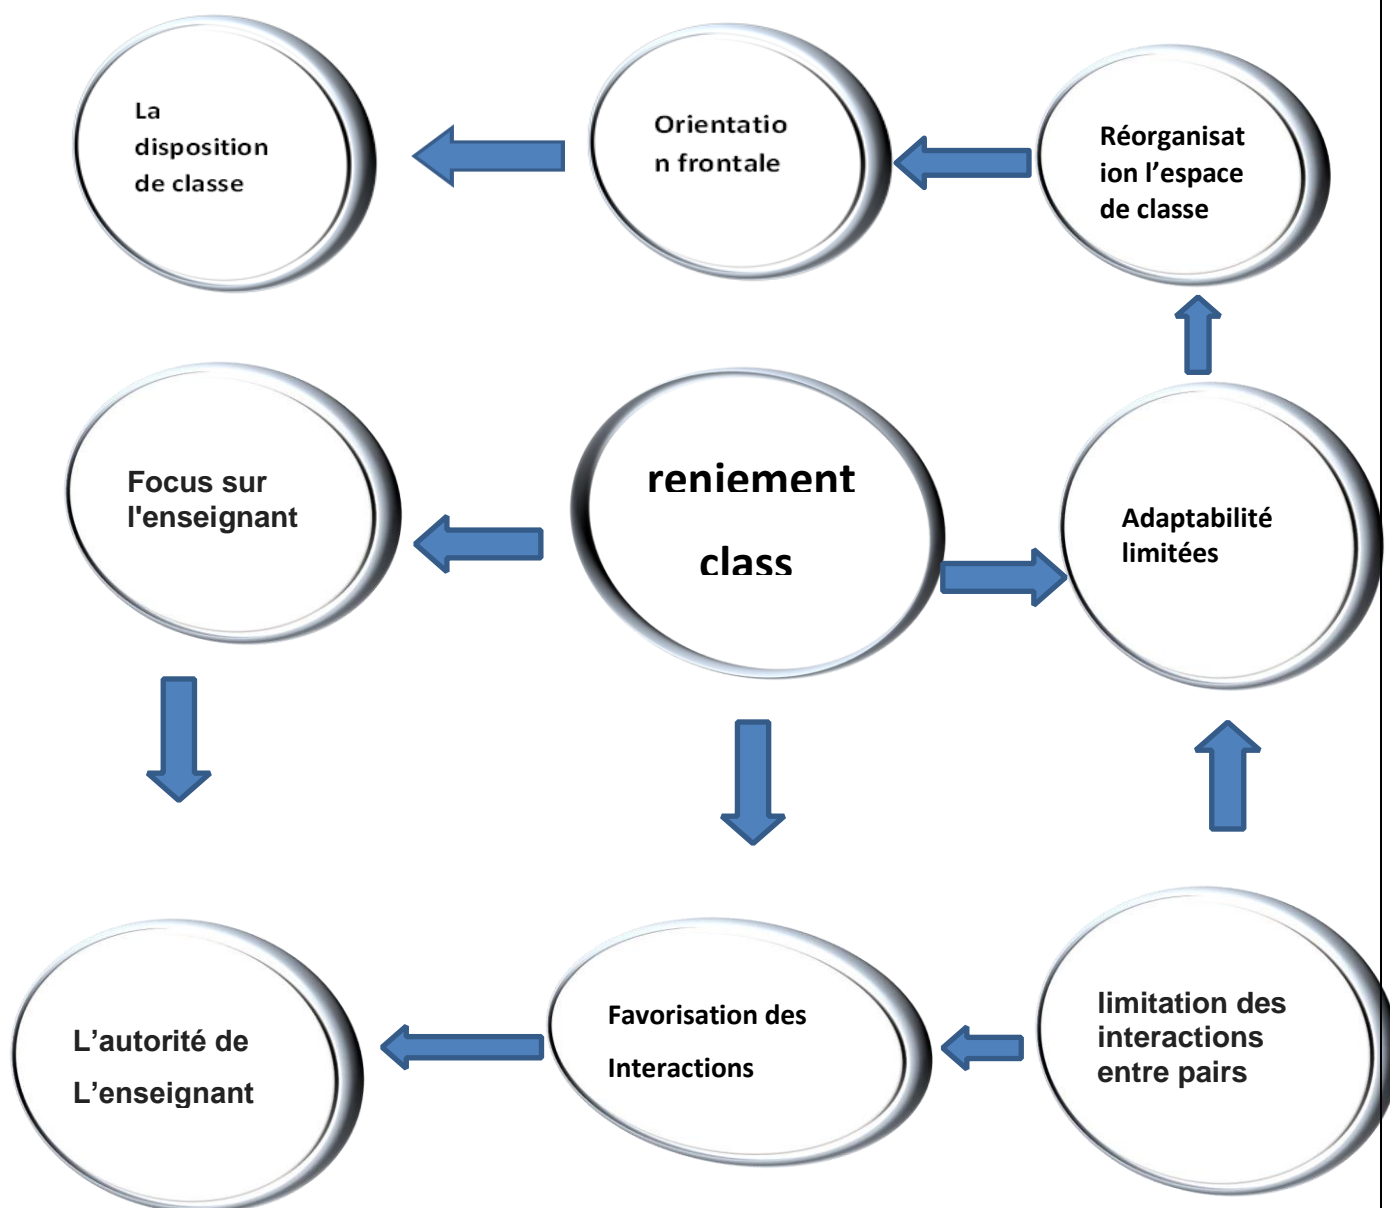 La
disposition
de classe
Orientatio
n frontale
Réorganisat
ion l’espace
de classe
Focus sur
l'enseignant
reniement
class
Adaptabilité
limitées
L’autorité de
L’enseignant
Favorisation des
Interactions
limitation des
interactions
entre pairs